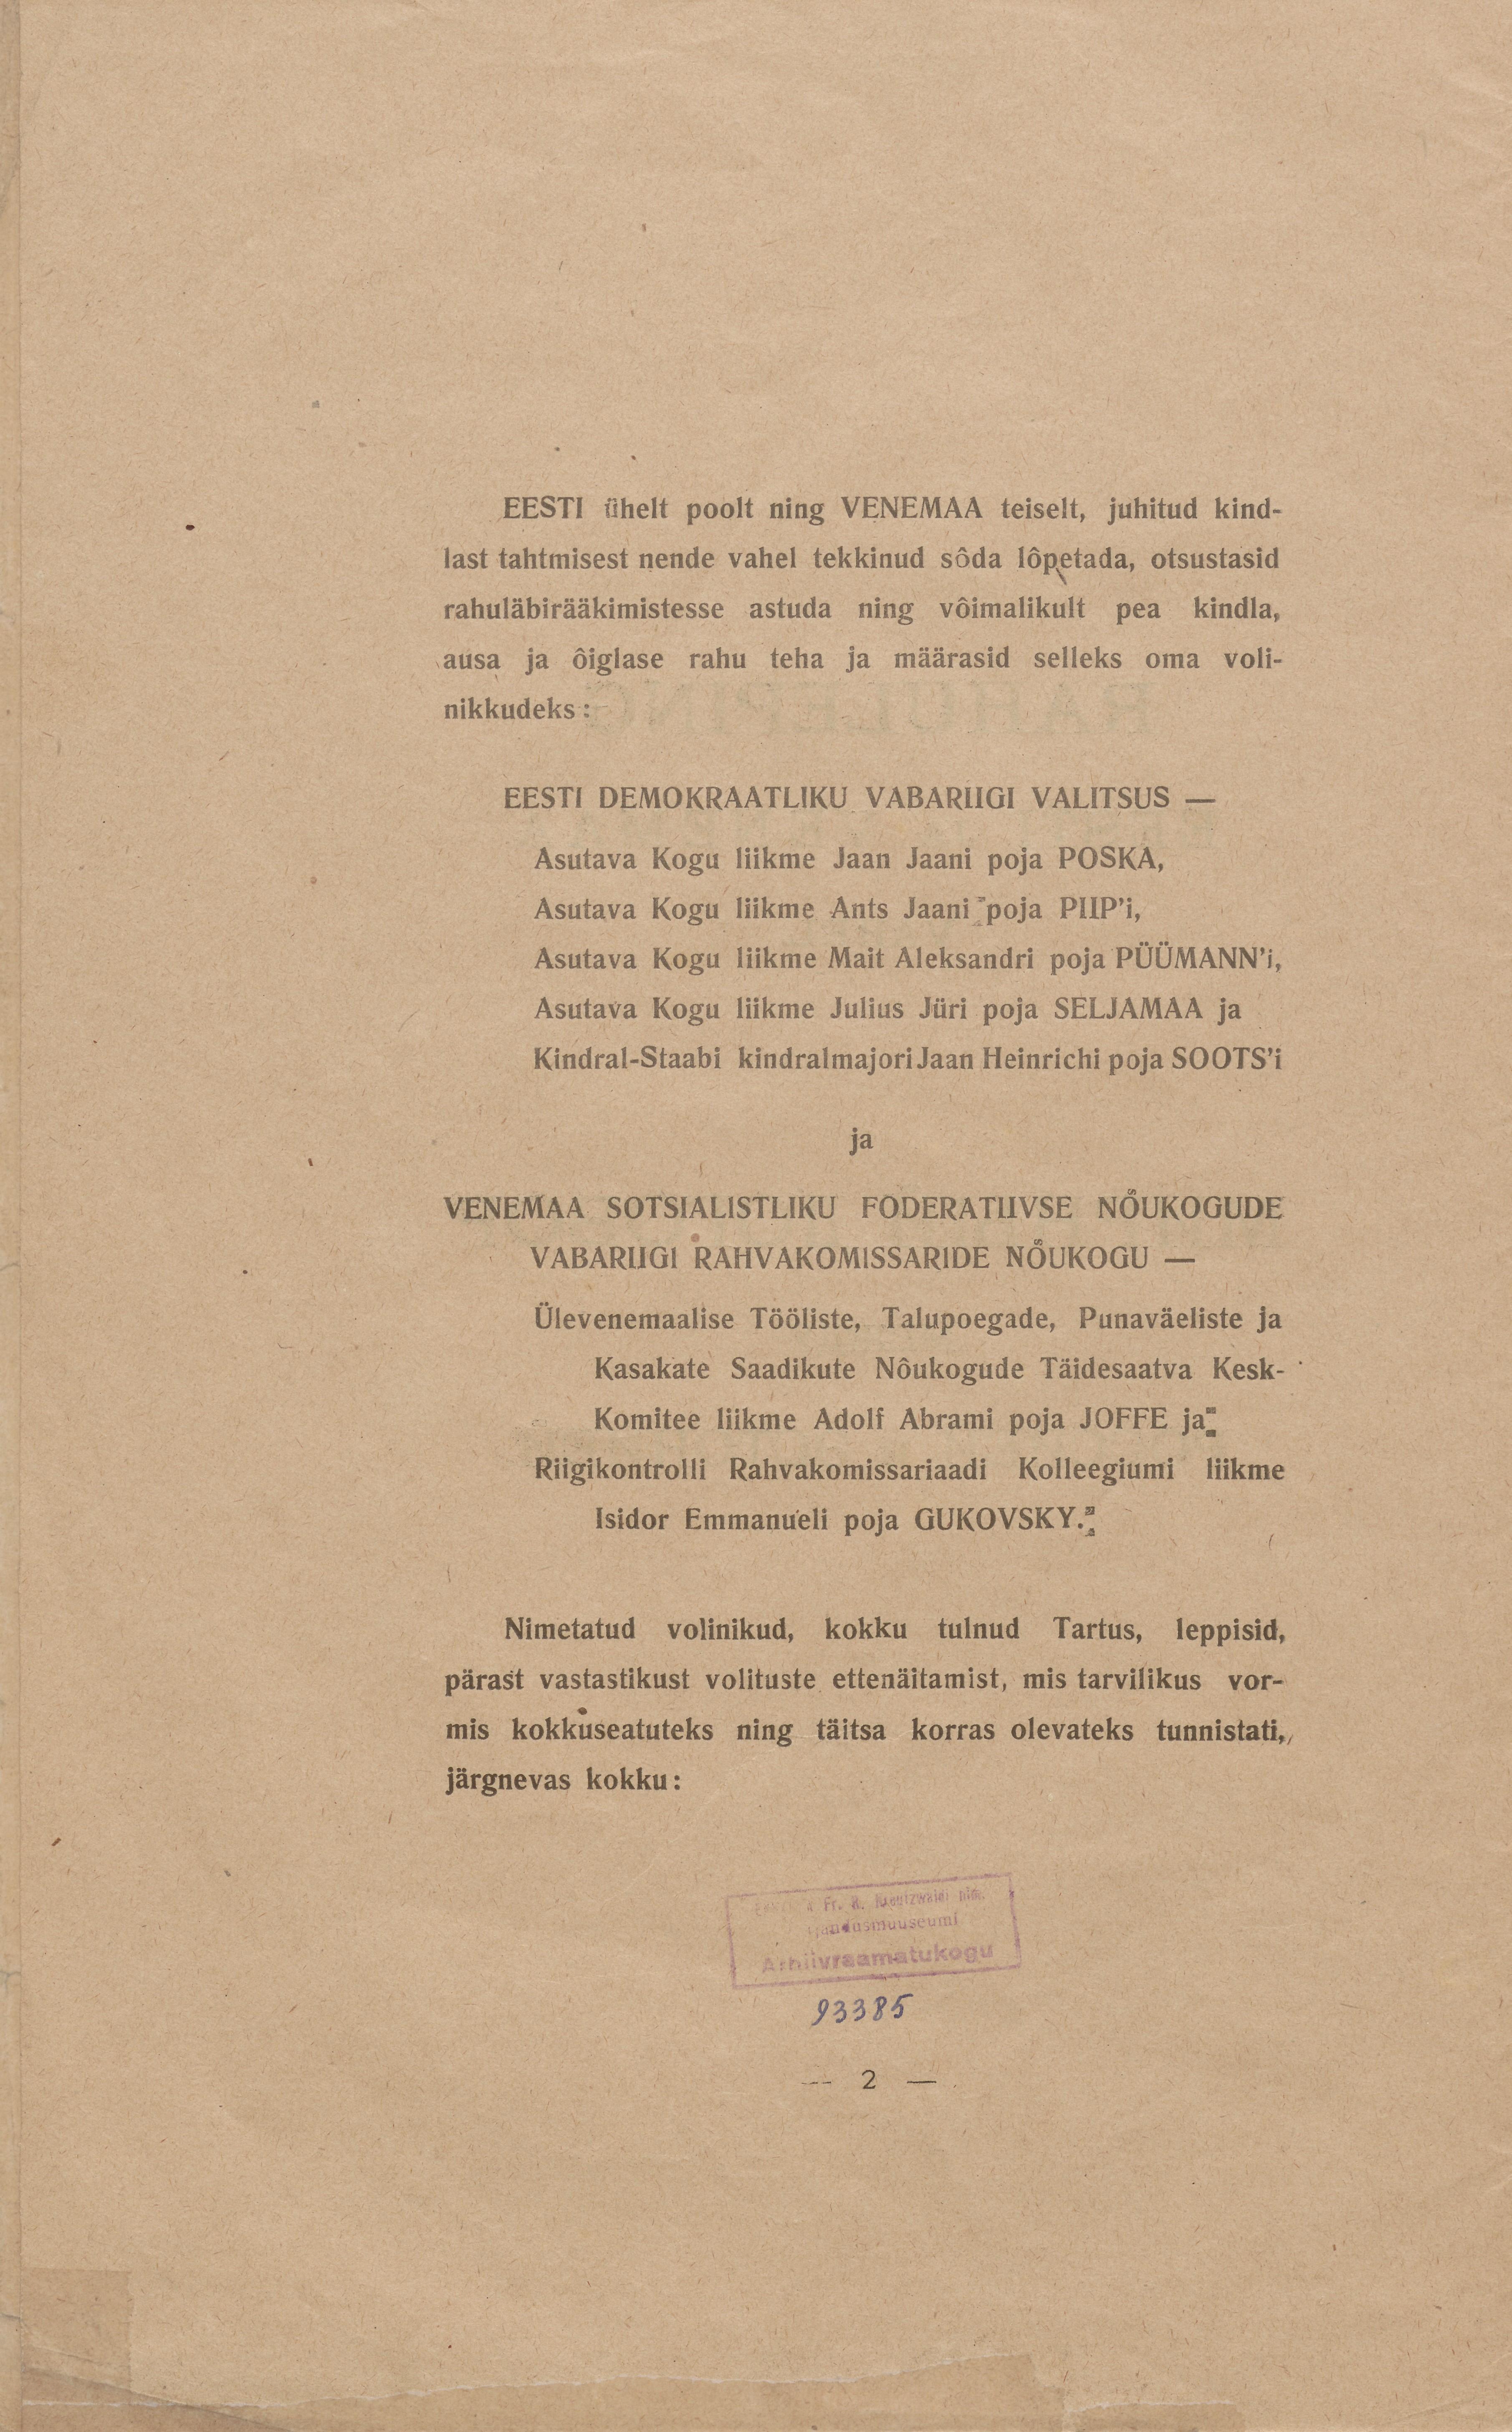 EESTI ühelt poolt ning VENEMAA teiselt, juhitud kind-
last tahtmisest nende vahel tekkinud sôda lôpetada, otsustasid
rahuläbirääkimistesse astuda ning vôimalikult pea kindla,
ausa ja ôiglase rahu teha ja määrasid selleks oma voli-
nikkudeks:
EESTI DEMOKRAATLIKU VABARIIGI VALITSUS —
Asutava Kogu liikme Jaan Jaani poja POSKA,
Asutava Kogu liikme Ants Jaani poja PIIP'i,
Asutava Kogu liikme Mait Aleksandri poja PÜÜMANN'i,
Asutava Kogu liikme Julius Jüri poja SELJAMAA ja
Kindral-Staabi kindralmajori Jaan Heinrichi poja SOOTS'i
ja
VENEMAA SOTSIALISTLIKU FODERATIIVSE NÕUKOGUDE
VABARIIGI RAHVAKOMISSARIDE NÕUKOGU —
Ülevenemaalise Tööliste, Talupoegade, Punaväeliste ja
Kasakate Saadikute Nôukogude Täidesaatva Kesk-
Komitee liikme Adolf Abrami poja JOFFE ja
Riigikontrolli Rahvakomissariaadi Kolleegiumi liikme
Isidor Emmanueli poja GUKOVSKY.
Nimetatud volinikud, kokku tulnud Tartus, leppisid,
pärast vastastikust volituste ettenäitamist, mis tarvilikus vor-
mis kokkuseatuteks ning täitsa korras olevateks tunnistati,
järgnevas kokku:
Fr. R. Kreutzwaldi nim.
Arhiivraamatukogu
93385
— 2 —